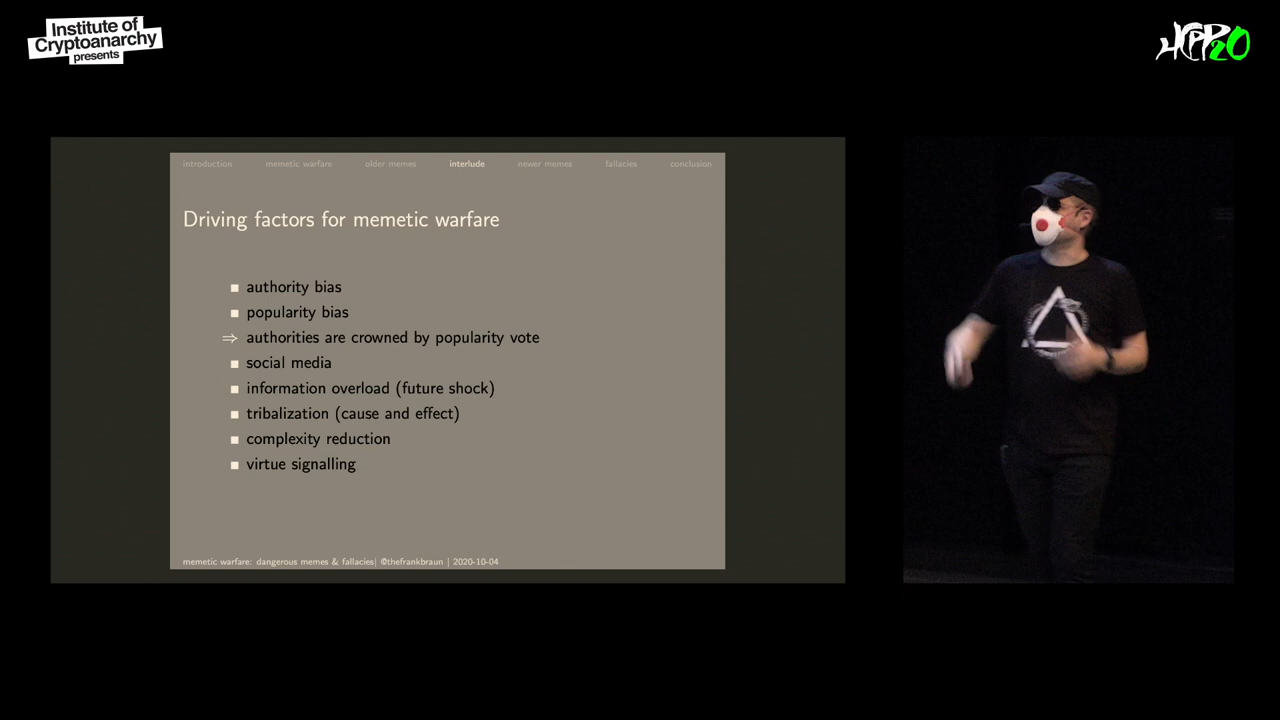 Institute of
Cryptoanarchy
presents
HCPP20
introduction memetic warfare older memes interlude newer memes fallacies conclusion
Driving factors for memetic warfare
■ authority bias
■ popularity bias
⇒ authorities are crowned by popularity vote
■ social media
■ information overload (future shock)
■ tribalization (cause and effect)
■ complexity reduction
■ virtue signalling
memetic warfare: dangerous memes & fallacies| @thefrankbraun | 2020-10-04